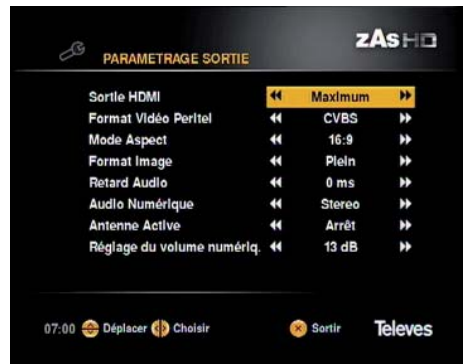 zAs HD
PARAMETRAGE SORTIE
Sortie HDMI Maximum
Format Vidéo Peritel CVBS
Mode Aspect 16:9
Format Image Plein
Retard Audio 0 ms
Audio Numérique Stereo
Antenne Active Arrêt
Réglage du volume numériq. 13 dB
07:00 Déplacer Choisir Sortir Televes